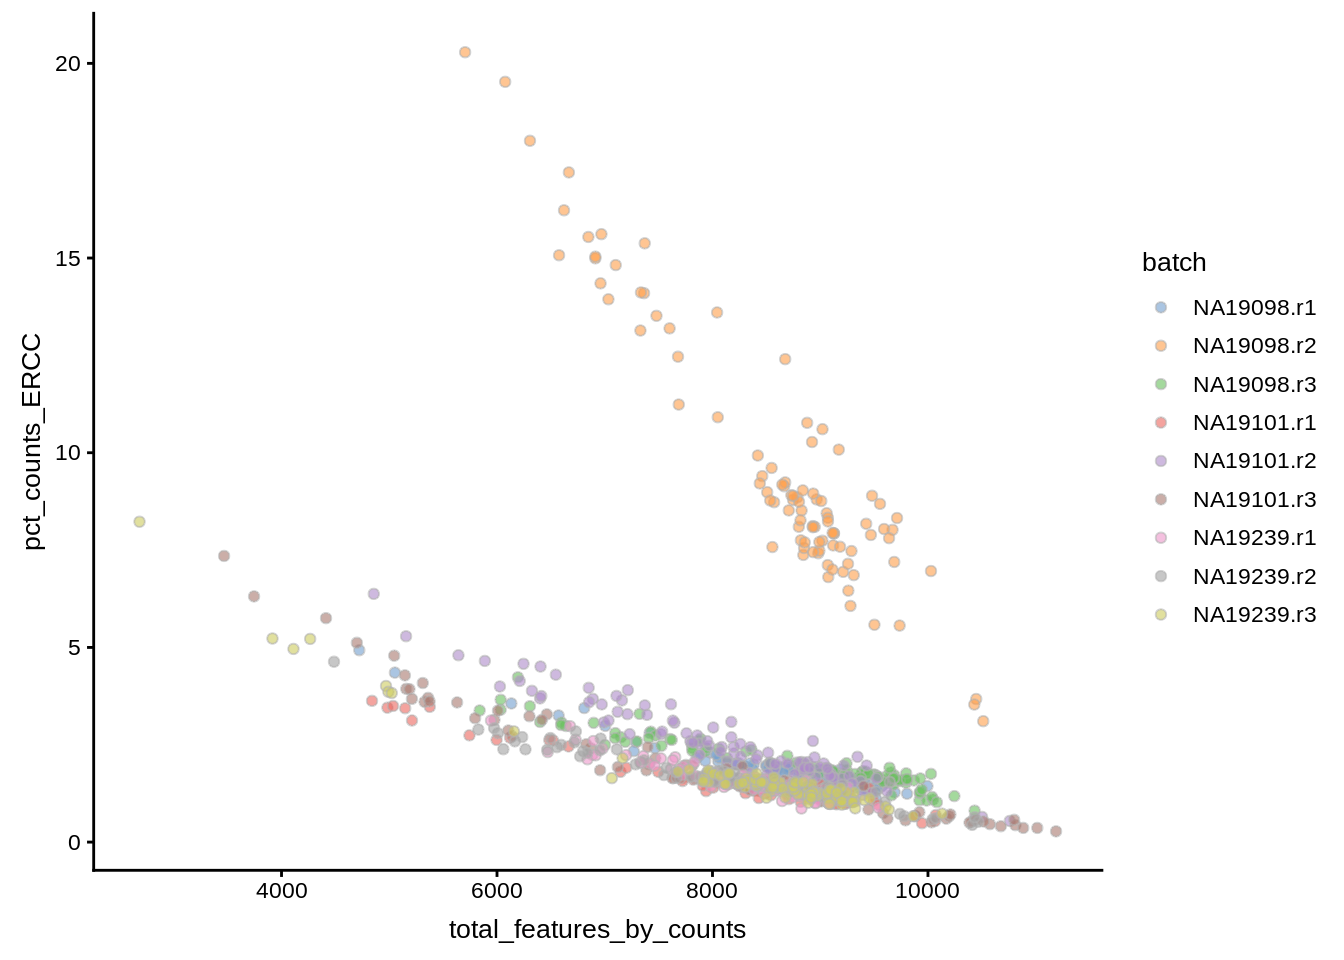 20
15
10
5
0
pct_counts_ERCC
4000 6000 8000 10000
total_features_by_counts
batch
NA19098.r1
NA19098.r2
NA19098.r3
NA19101.r1
NA19101.r2
NA19101.r3
NA19239.r1
NA19239.r2
NA19239.r3